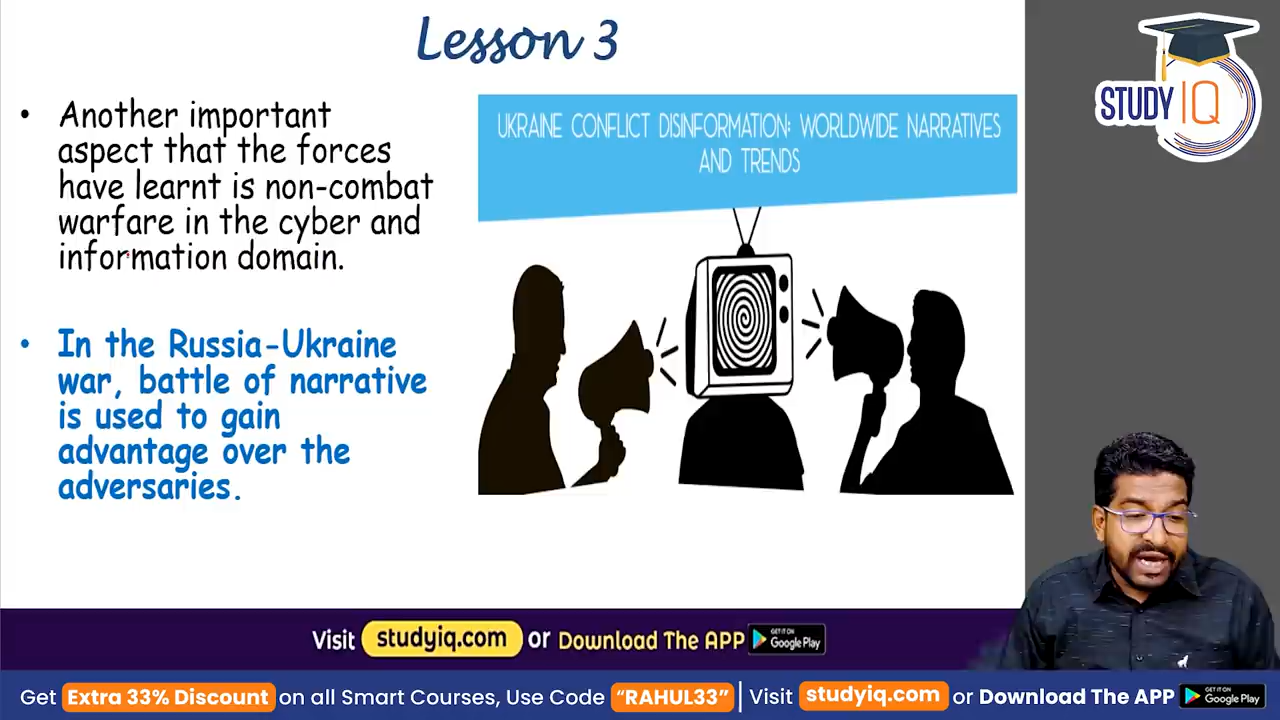 Lesson 3
STUDY IQ
• Another important
aspect that the forces
have learnt is non-combat
warfare in the cyber and
information domain.
• In the Russia-Ukraine
war, battle of narrative
is used to gain
advantage over the
adversaries.
UKRAINE CONFLICT DISINFORMATION: WORLDWIDE NARRATIVES
AND TRENDS
Visit studyiq.com or Download The APP GET IT ON Google Play
Get Extra 33% Discount on all Smart Courses, Use Code “RAHUL33” | Visit studyiq.com or Download The APP GET IT ON Google Play